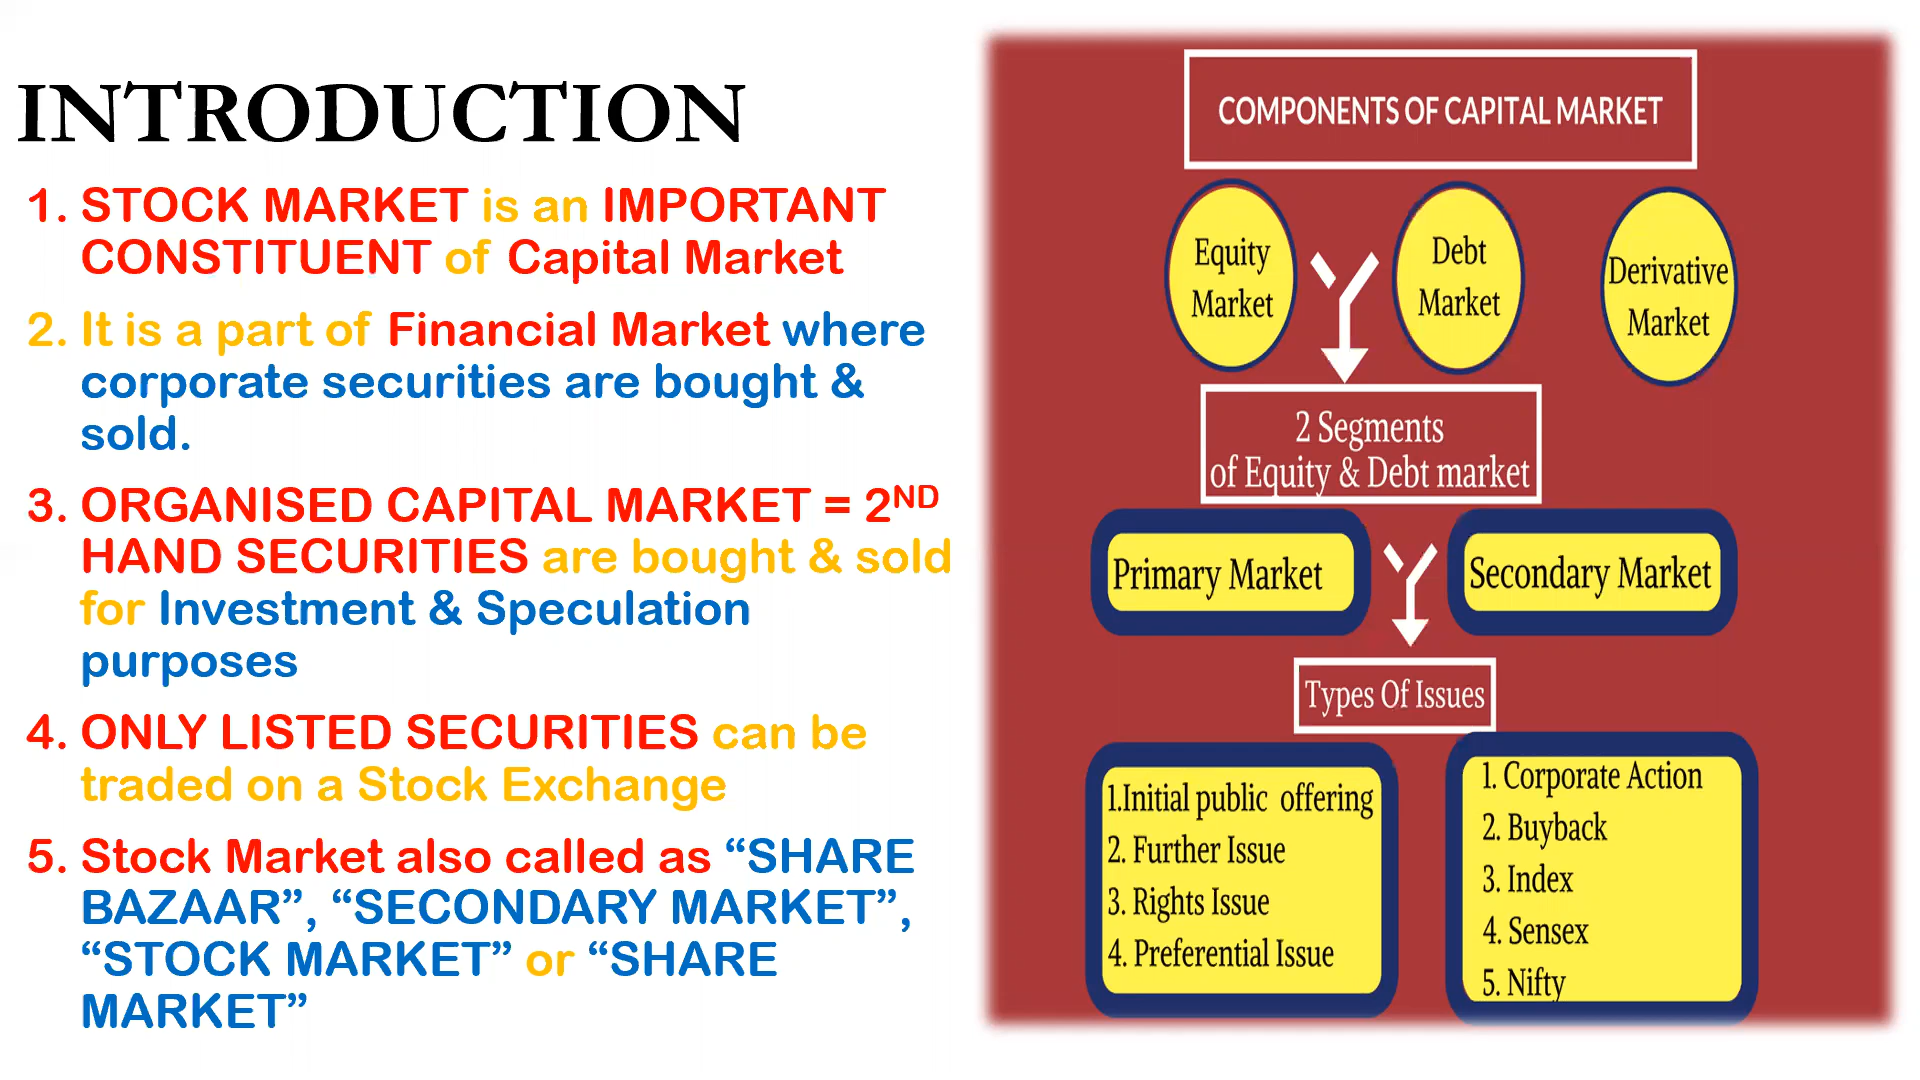 INTRODUCTION
1. STOCK MARKET is an IMPORTANT
CONSTITUENT of Capital Market
2. It is a part of Financial Market where
corporate securities are bought &
sold.
3. ORGANISED CAPITAL MARKET = 2ND
HAND SECURITIES are bought & sold
for Investment & Speculation
purposes
4. ONLY LISTED SECURITIES can be
traded on a Stock Exchange
5. Stock Market also called as “SHARE
BAZAAR”, “SECONDARY MARKET”,
“STOCK MARKET” or “SHARE
MARKET”
COMPONENTS OF CAPITAL MARKET
Equity
Market
Debt
Market
Derivative
Market
2 Segments
of Equity & Debt market
Primary Market
Secondary Market
Types Of Issues
1.Initial public offering
2. Further Issue
3. Rights Issue
4. Preferential Issue
1. Corporate Action
2. Buyback
3. Index
4. Sensex
5. Nifty